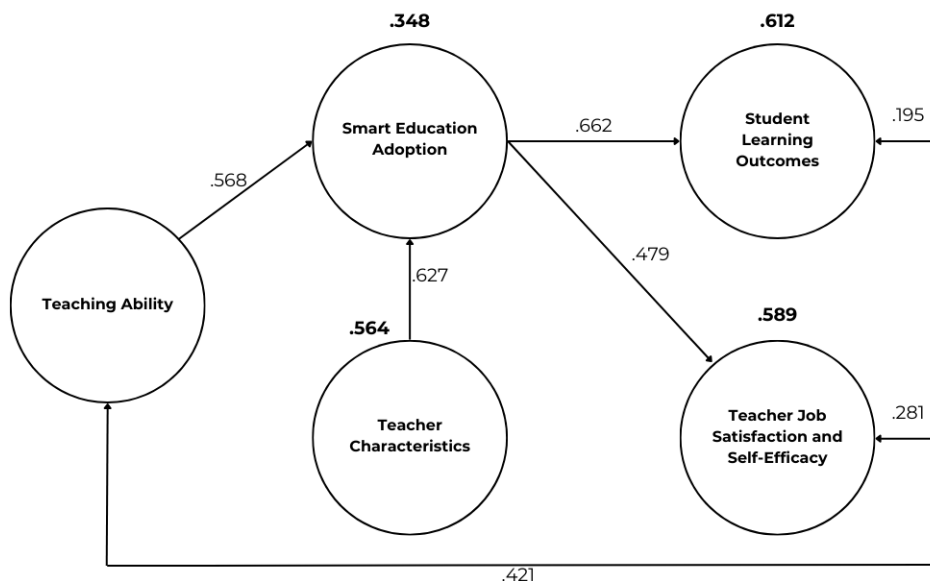 .348
.612
Smart Education
Adoption
.662
Student
Learning
Outcomes
.195
.568
.479
Teaching Ability
.627
.564
.589
Teacher
Characteristics
Teacher Job
Satisfaction and
Self-Efficacy
.281
.421